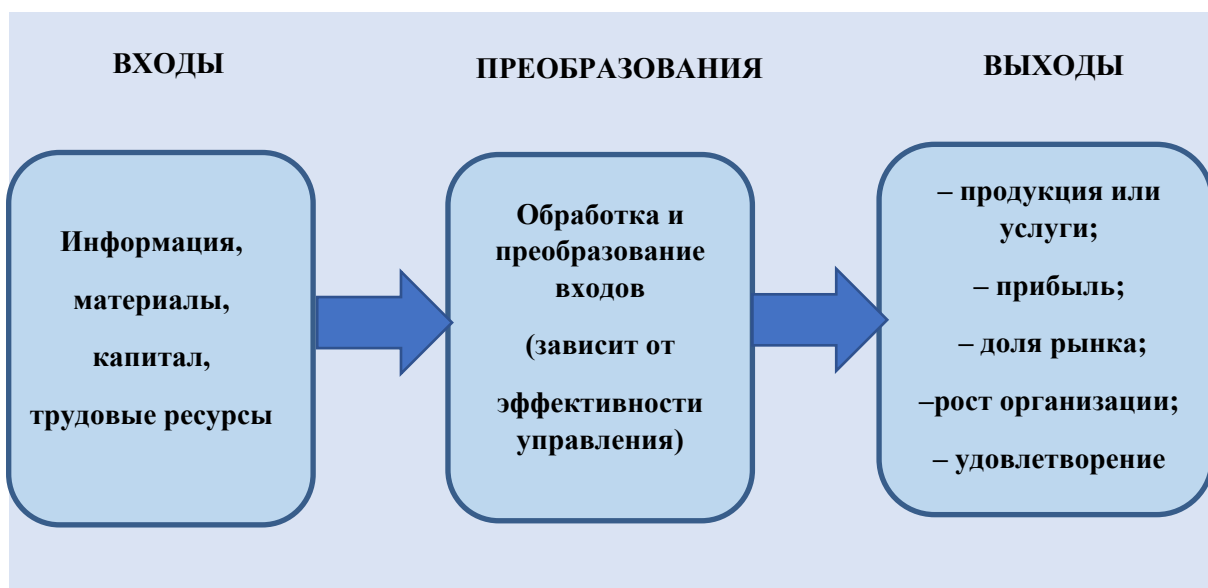 ВХОДЫ
ПРЕОБРАЗОВАНИЯ
ВЫХОДЫ
Информация,
материалы,
капитал,
трудовые ресурсы
Обработка и
преобразование
входов
(зависит от
эффективности
управления)
– продукция или
услуги;
– прибыль;
– доля рынка;
–рост организации;
– удовлетворение